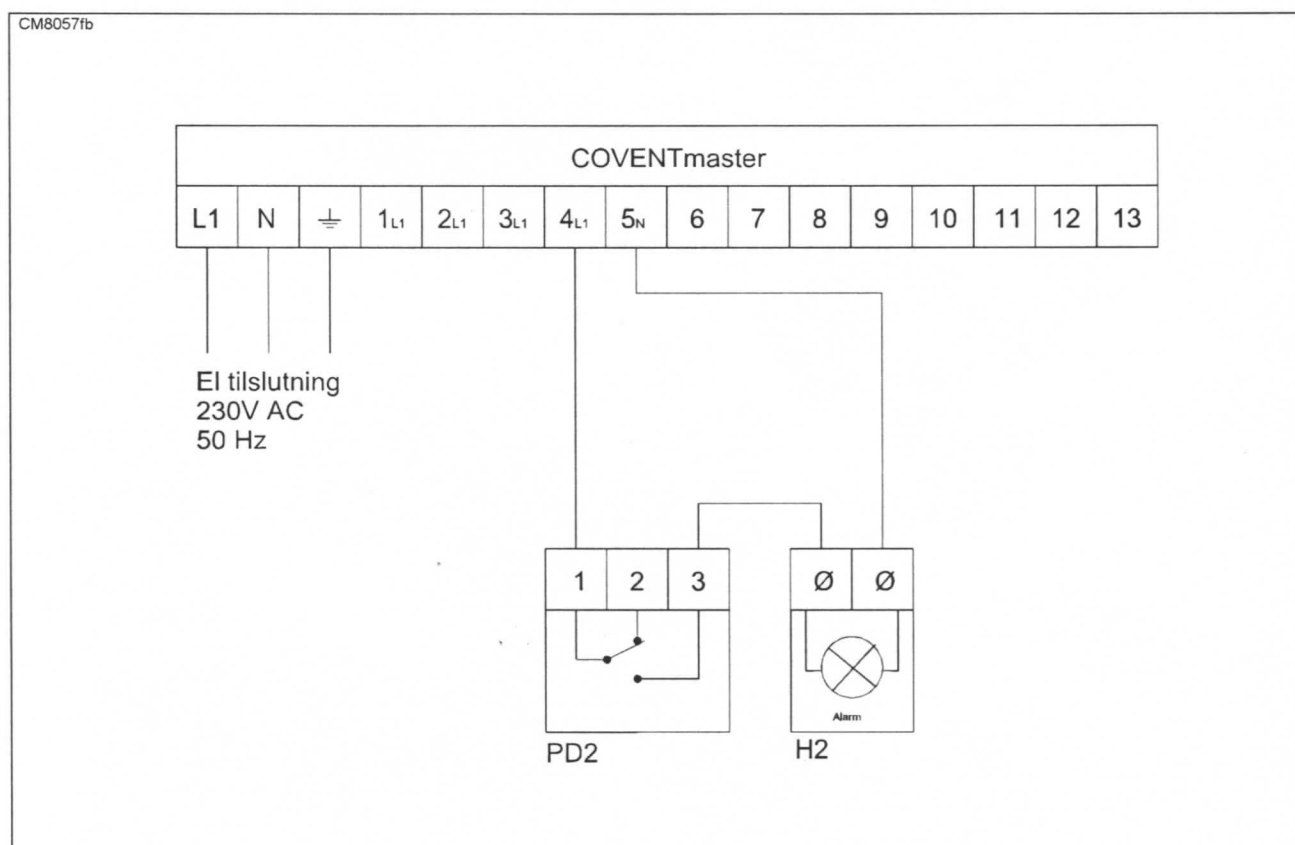 CM8057fb
COVENTmaster
L1 N ⏚ 1L1 2L1 3L1 4L1 5N 6 7 8 9 10 11 12 13
El tilslutning
230V AC
50 Hz
1 2 3 Ø Ø
Alarm
PD2 H2